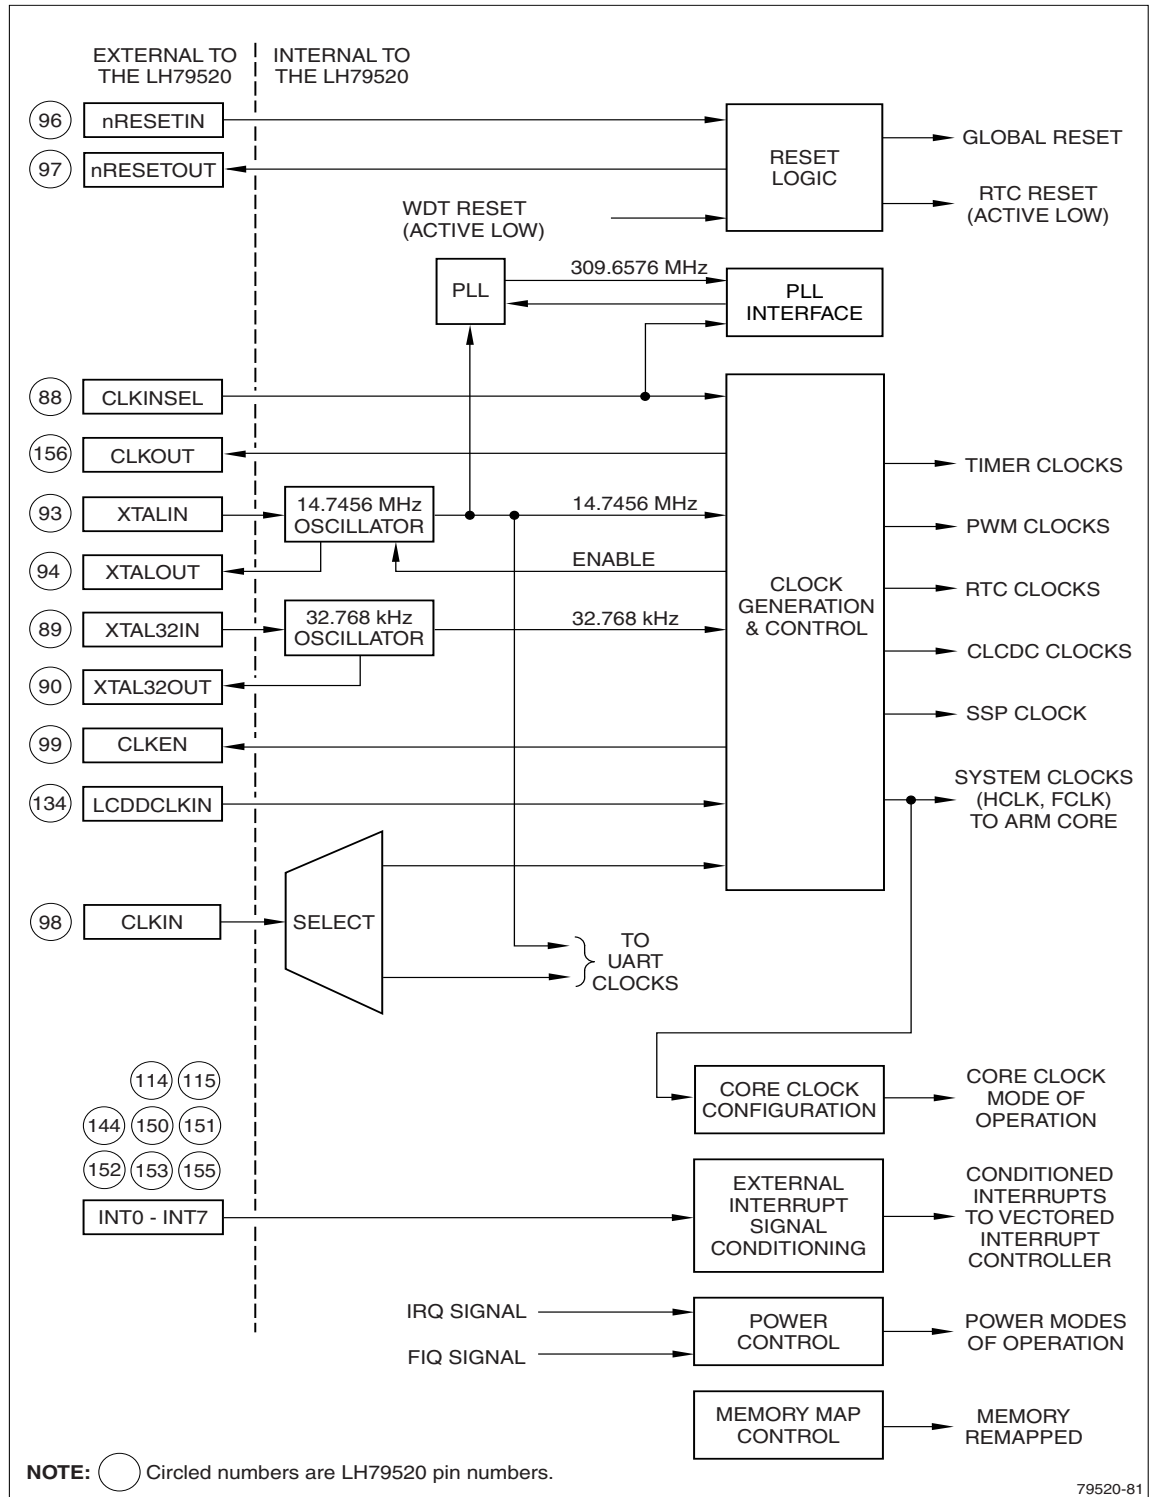 EXTERNAL TO
THE LH79520
INTERNAL TO
THE LH79520
96
nRESETIN
97
nRESETOUT
RESET
LOGIC
GLOBAL RESET
RTC RESET
(ACTIVE LOW)
WDT RESET
(ACTIVE LOW)
PLL
309.6576 MHz
PLL
INTERFACE
88
CLKINSEL
156
CLKOUT
93
XTALIN
14.7456 MHz
OSCILLATOR
14.7456 MHz
94
XTALOUT
ENABLE
89
XTAL32IN
32.768 kHz
OSCILLATOR
32.768 kHz
90
XTAL32OUT
99
CLKEN
134
LCDDCLKIN
CLOCK
GENERATION
& CONTROL
TIMER CLOCKS
PWM CLOCKS
RTC CLOCKS
CLCDC CLOCKS
SSP CLOCK
SYSTEM CLOCKS
(HCLK, FCLK)
TO ARM CORE
98
CLKIN
SELECT
TO
UART
CLOCKS
114
115
144
150
151
152
153
155
INT0 - INT7
CORE CLOCK
CONFIGURATION
CORE CLOCK
MODE OF
OPERATION
EXTERNAL
INTERRUPT
SIGNAL
CONDITIONING
CONDITIONED
INTERRUPTS
TO VECTORED
INTERRUPT
CONTROLLER
IRQ SIGNAL
FIQ SIGNAL
POWER
CONTROL
POWER MODES
OF OPERATION
MEMORY MAP
CONTROL
MEMORY
REMAPPED
NOTE: Circled numbers are LH79520 pin numbers.
79520-81